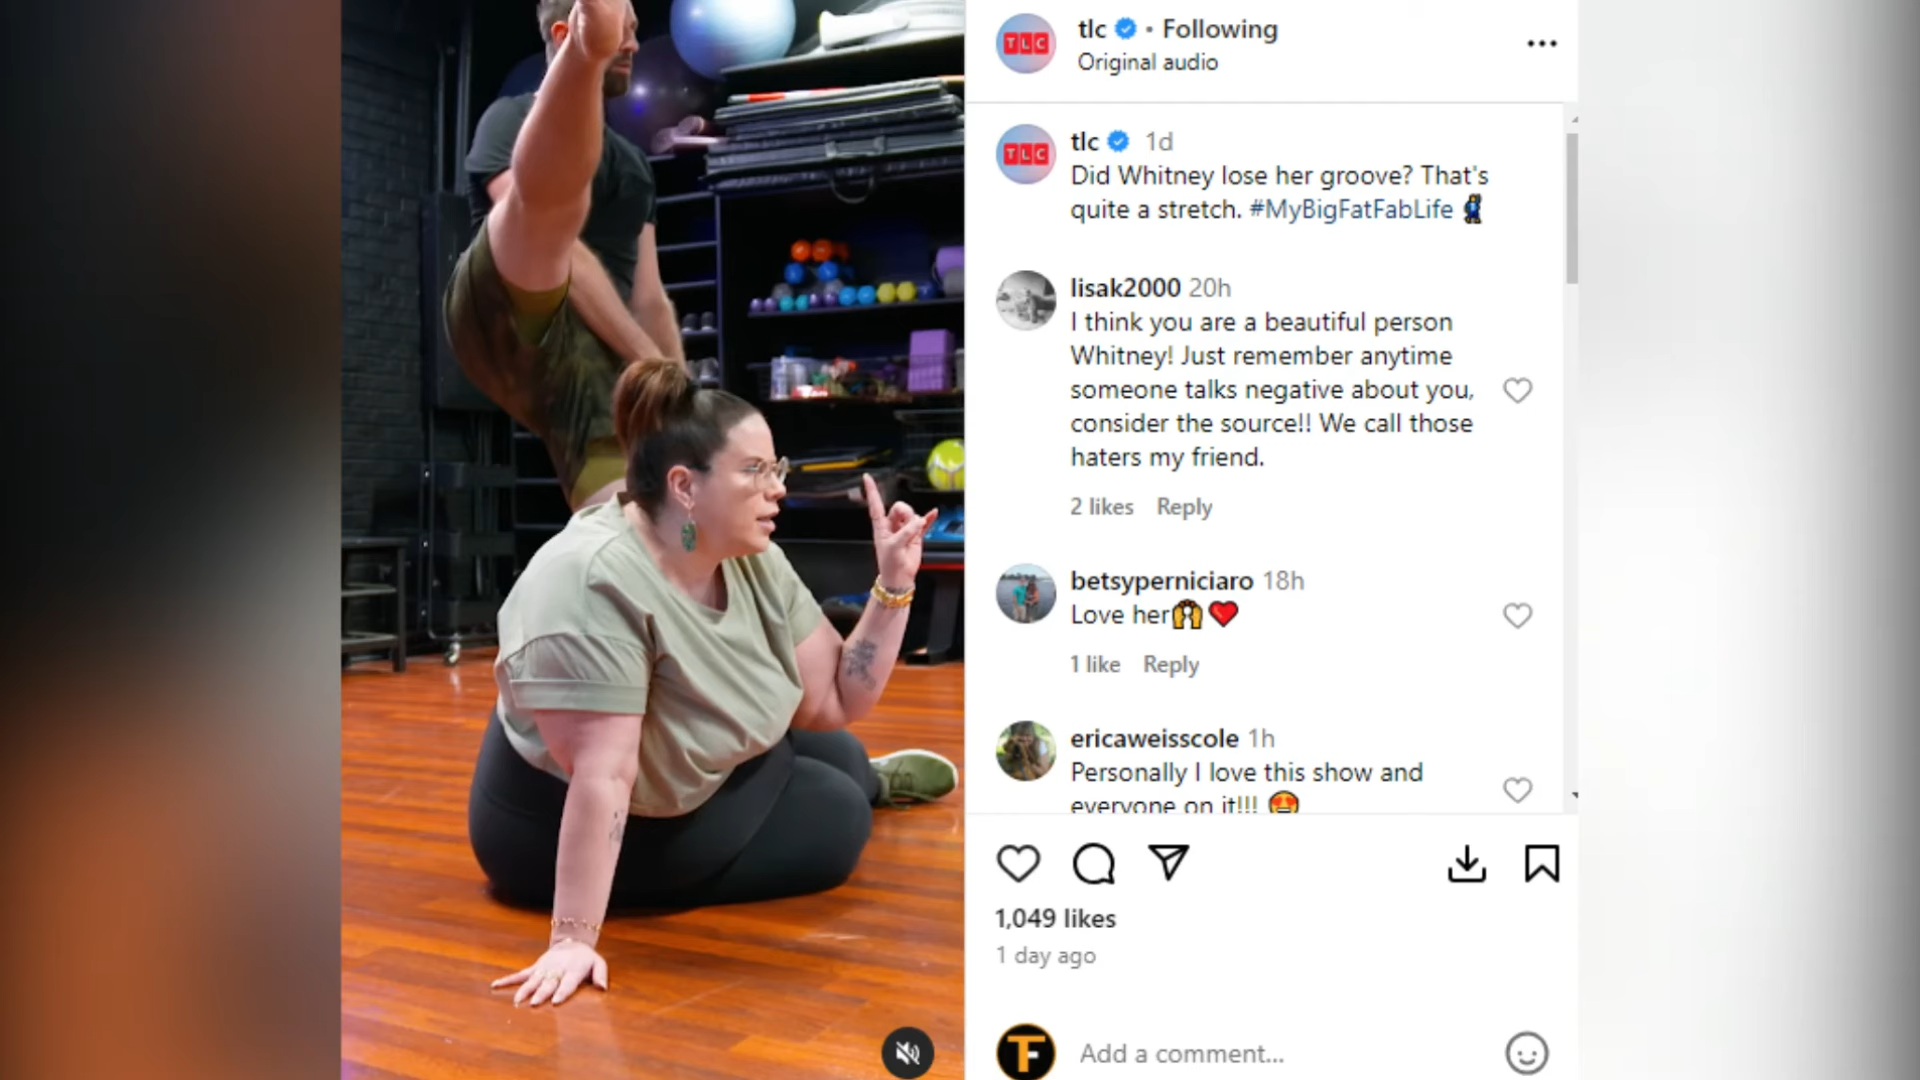 TLC
tlc • Following
Original audio
TLC
tlc 1d
Did Whitney lose her groove? That's
quite a stretch. #MyBigFatFabLife
lisak2000 20h
I think you are a beautiful person
Whitney! Just remember anytime
someone talks negative about you,
consider the source!! We call those
haters my friend.
2 likes Reply
betsyperniciaro 18h
Love her🙌❤️
1 like Reply
ericaweisscole 1h
Personally I love this show and
everyone on it!!! 😍
1,049 likes
1 day ago
TF
Add a comment...